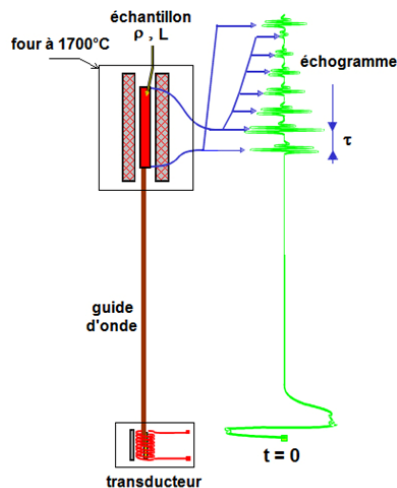 échantillon
ρ , L
four à 1700°C
échogramme
τ
guide
d'onde
t = 0
transducteur